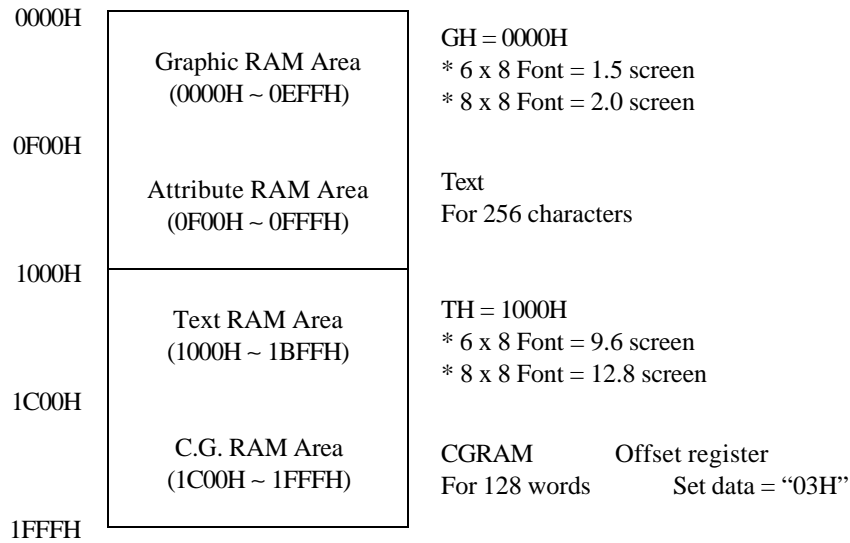 0000H
Graphic RAM Area
(0000H ~ 0EFFH)
GH = 0000H
* 6 x 8 Font = 1.5 screen
* 8 x 8 Font = 2.0 screen
0F00H
Attribute RAM Area
(0F00H ~ 0FFFH)
Text
For 256 characters
1000H
Text RAM Area
(1000H ~ 1BFFH)
TH = 1000H
* 6 x 8 Font = 9.6 screen
* 8 x 8 Font = 12.8 screen
1C00H
C.G. RAM Area
(1C00H ~ 1FFFH)
CGRAM Offset register
For 128 words Set data = “03H”
1FFFH